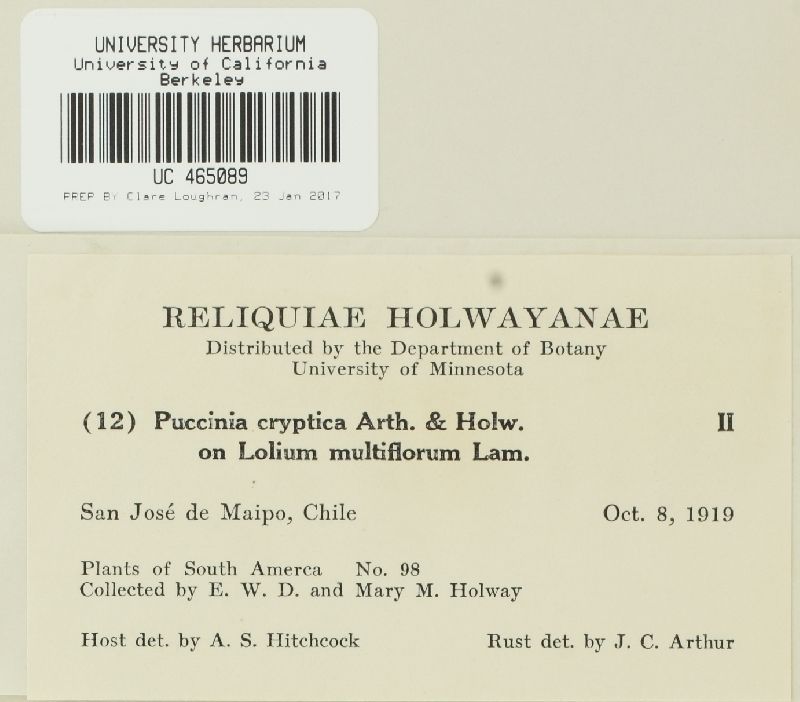 UNIVERSITY HERBARIUM
University of California
Berkeley
UC 465089
PREP BY Clare Loughran, 23 Jan 2017
RELIQUIAE HOLWAYANAE
Distributed by the Department of Botany
University of Minnesota
(12) Puccinia cryptica Arth. & Holw. II
on Lolium multiflorum Lam.
San José de Maipo, Chile Oct. 8, 1919
Plants of South Amerca No. 98
Collected by E. W. D. and Mary M. Holway
Host det. by A. S. Hitchcock Rust det. by J. C. Arthur